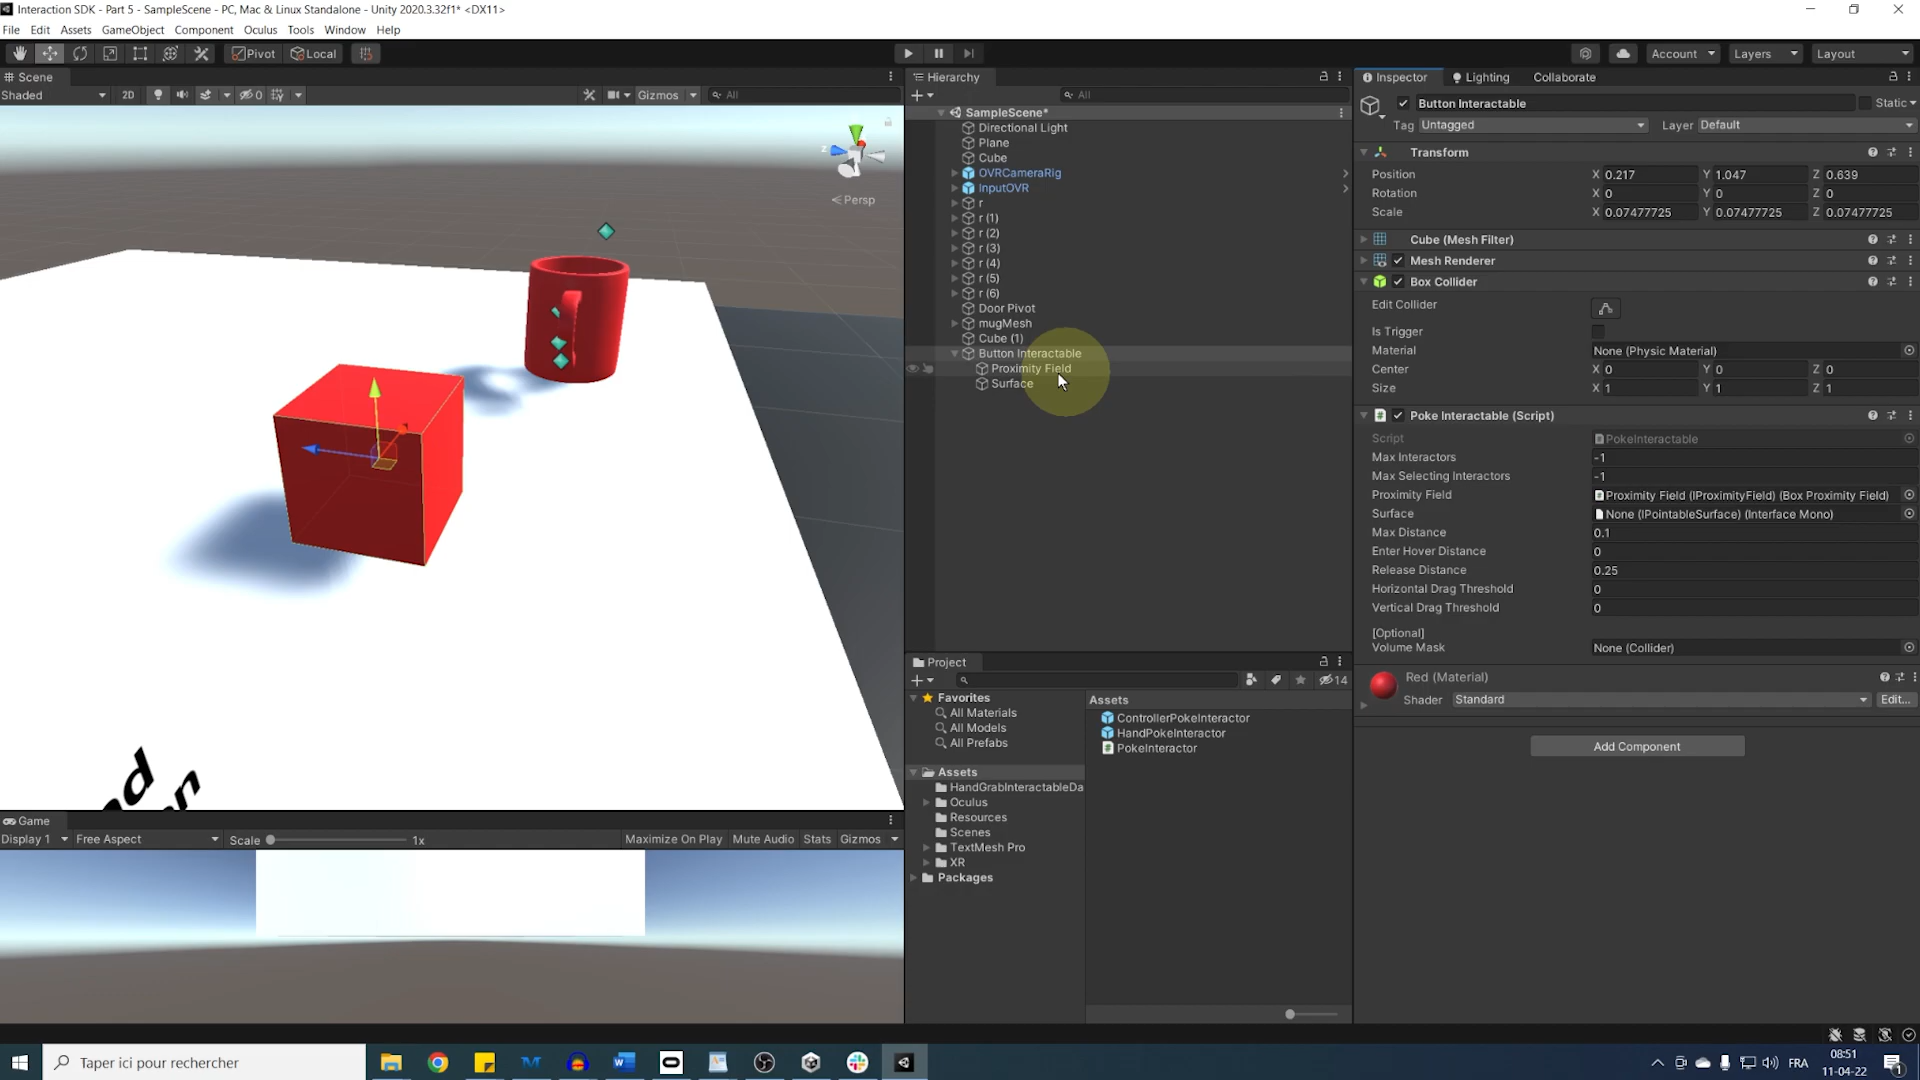 Interaction SDK - Part 5 - SampleScene - PC, Mac & Linux Standalone - Unity 2020.3.32f1* <DX11>
File Edit Assets GameObject Component Oculus Tools Window Help
Pivot Local
Account Layers Layout
Scene
Shaded 2D 0 Gizmos All
z
Persp
nd
on
Game
Display 1 Free Aspect Scale 1x Maximize On Play Mute Audio Stats Gizmos
Hierarchy
All
SampleScene*
Directional Light
Plane
Cube
OVRCameraRig
InputOVR
r
r (1)
r (2)
r (3)
r (4)
r (5)
r (6)
Door Pivot
mugMesh
Cube (1)
Button Interactable
Proximity Field
Surface
Project
14
Favorites
All Materials
All Models
All Prefabs
Assets
HandGrabInteractableDa
Oculus
Resources
Scenes
TextMesh Pro
XR
Packages
Assets
ControllerPokeInteractor
HandPokeInteractor
PokeInteractor
Inspector Lighting Collaborate
Button Interactable Static
Tag Untagged Layer Default
Transform
Position X 0.217 Y 1.047 Z 0.639
Rotation X 0 Y 0 Z 0
Scale X 0.07477725 Y 0.07477725 Z 0.07477725
Cube (Mesh Filter)
Mesh Renderer
Box Collider
Edit Collider
Is Trigger
Material None (Physic Material)
Center X 0 Y 0 Z 0
Size X 1 Y 1 Z 1
Poke Interactable (Script)
Script PokeInteractable
Max Interactors -1
Max Selecting Interactors -1
Proximity Field Proximity Field (IProximityField) (Box Proximity Field)
Surface None (IPointableSurface) (Interface Mono)
Max Distance 0.1
Enter Hover Distance 0
Release Distance 0.25
Horizontal Drag Threshold 0
Vertical Drag Threshold 0
[Optional]
Volume Mask None (Collider)
Red (Material)
Shader Standard Edit...
Add Component
Taper ici pour rechercher
FRA
08:51
11-04-22
1